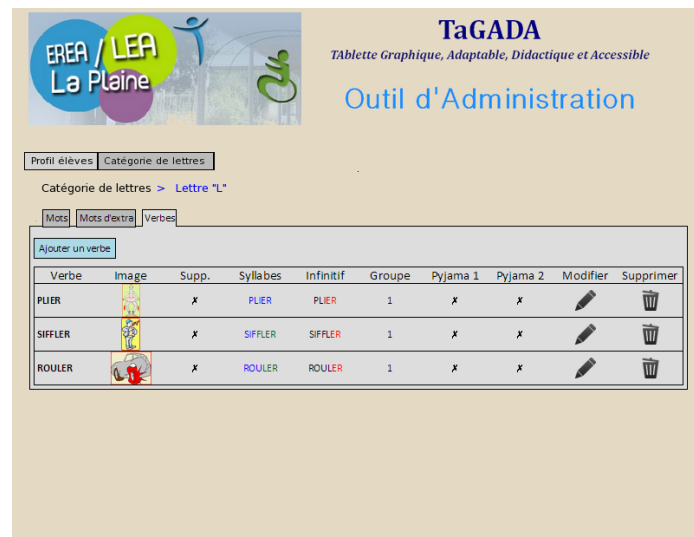 EREA / LEA
La Plaine
TaGADA
TAblette Graphique, Adaptable, Didactique et Accessible
Outil d'Administration
Profil élèves Catégorie de lettres
Catégorie de lettres > Lettre "L"
Mots Mots d'extra Verbes
Ajouter un verbe
Verbe Image Supp. Syllabes Infinitif Groupe Pyjama 1 Pyjama 2 Modifier Supprimer
PLIER ✗ PLIER PLIER 1 ✗ ✗
SIFFLER ✗ SIFFLER SIFFLER 1 ✗ ✗
ROULER ✗ ROULER ROULER 1 ✗ ✗